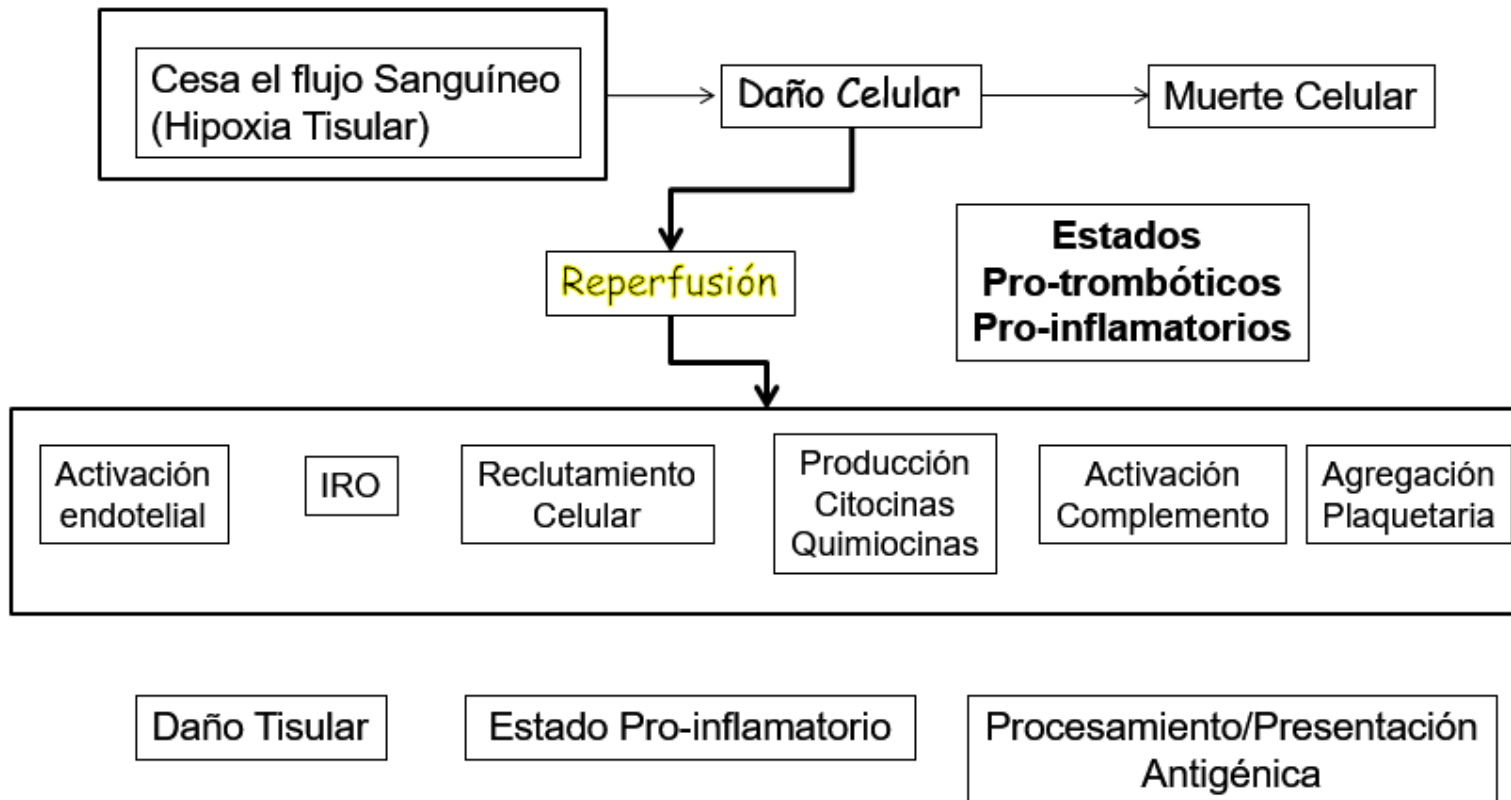 Cesa el flujo Sanguíneo
(Hipoxia Tisular)
Daño Celular
Muerte Celular
Reperfusión
Estados
Pro-trombóticos
Pro-inflamatorios
Activación
endotelial
IRO
Reclutamiento
Celular
Producción
Citocinas
Quimiocinas
Activación
Complemento
Agregación
Plaquetaria
Daño Tisular
Estado Pro-inflamatorio
Procesamiento/Presentación
Antigénica